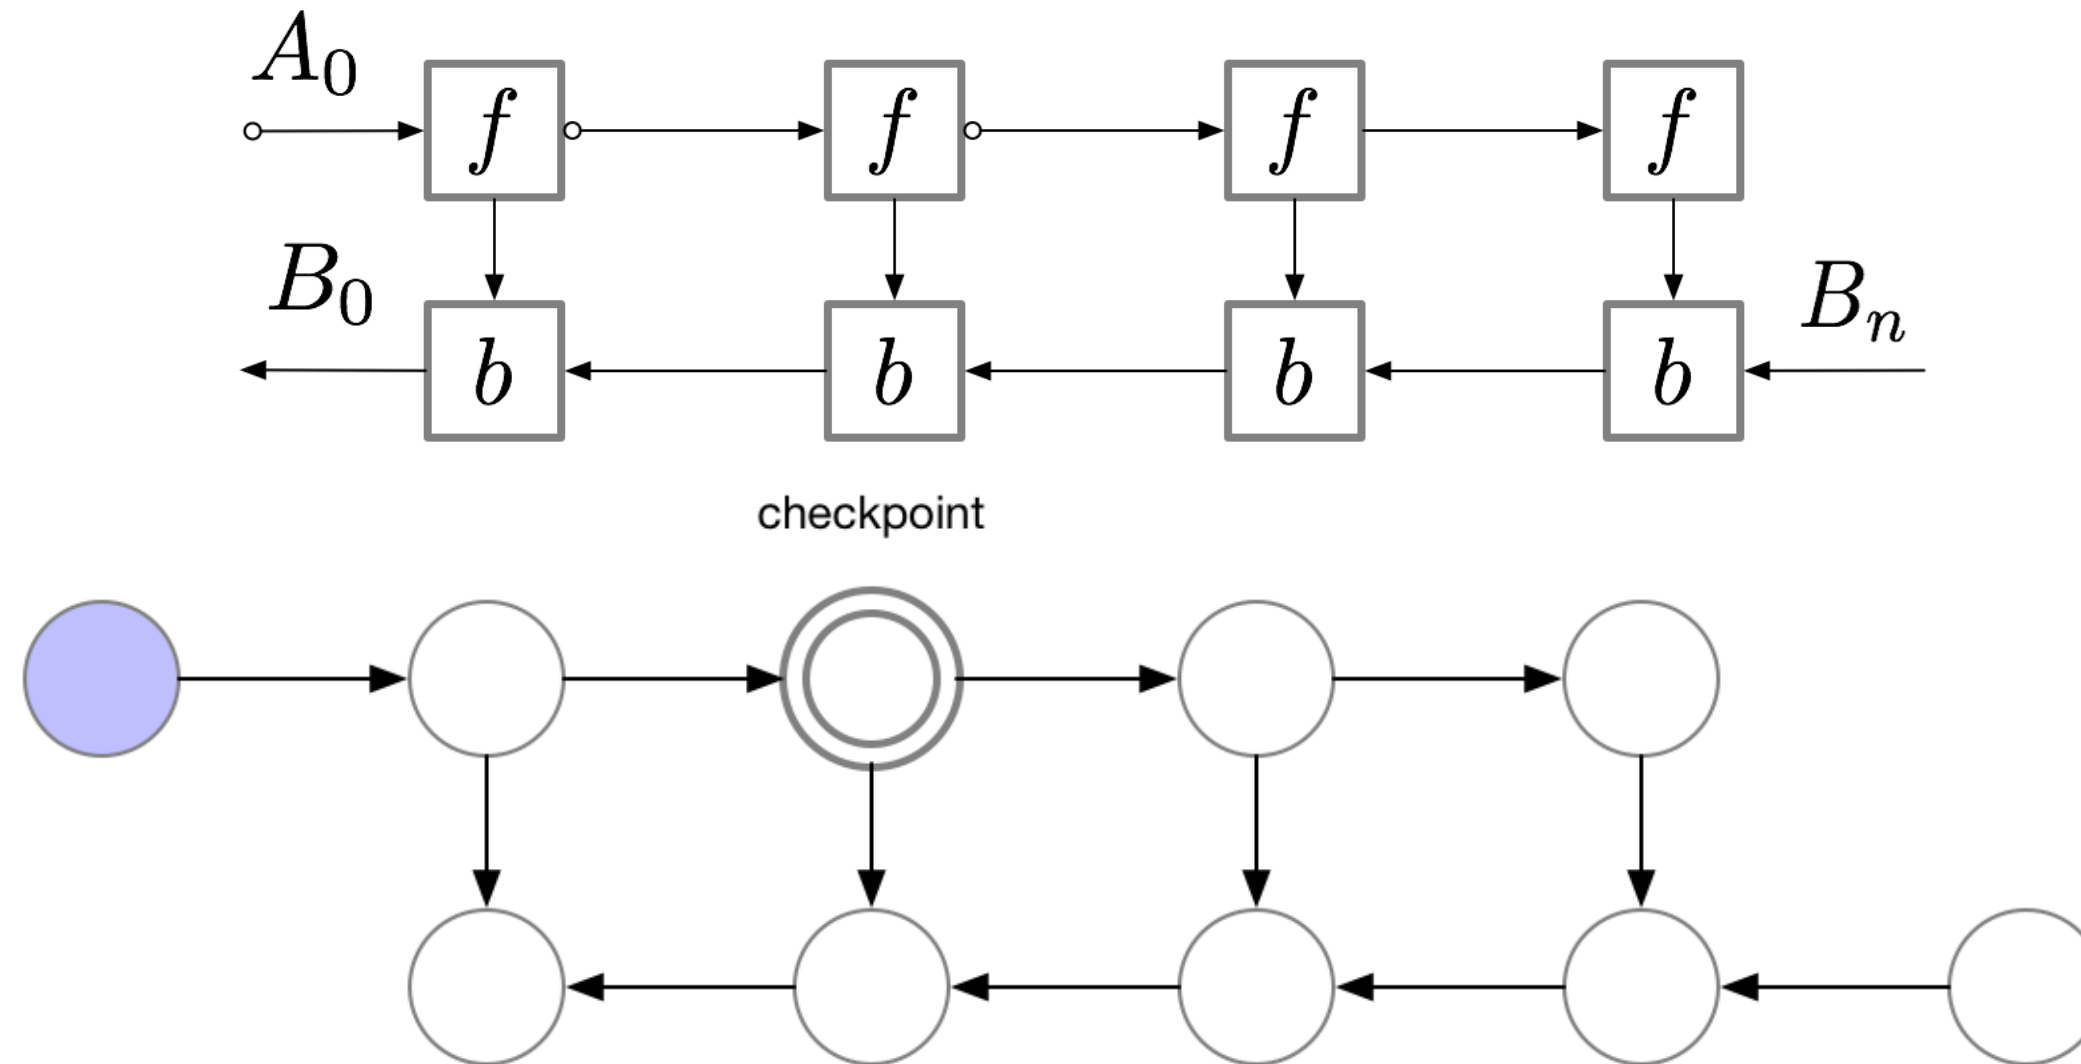 A₀
f f f f
B₀ Bₙ
b b b b
checkpoint